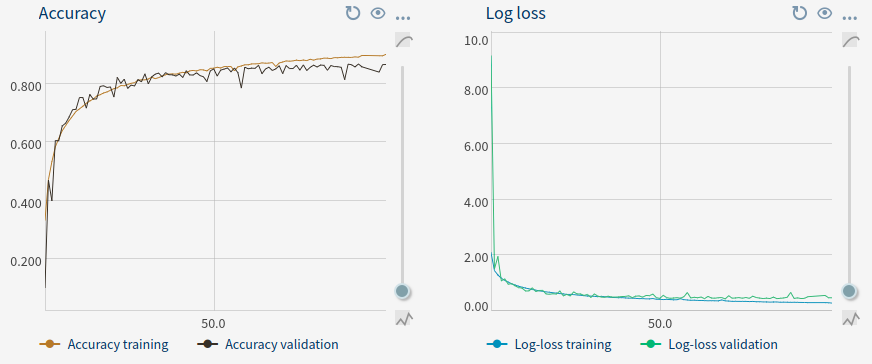 Accuracy
0.800
0.600
0.400
0.200
50.0
Accuracy training
Accuracy validation
Log loss
10.0
8.00
6.00
4.00
2.00
0.00
50.0
Log-loss training
Log-loss validation